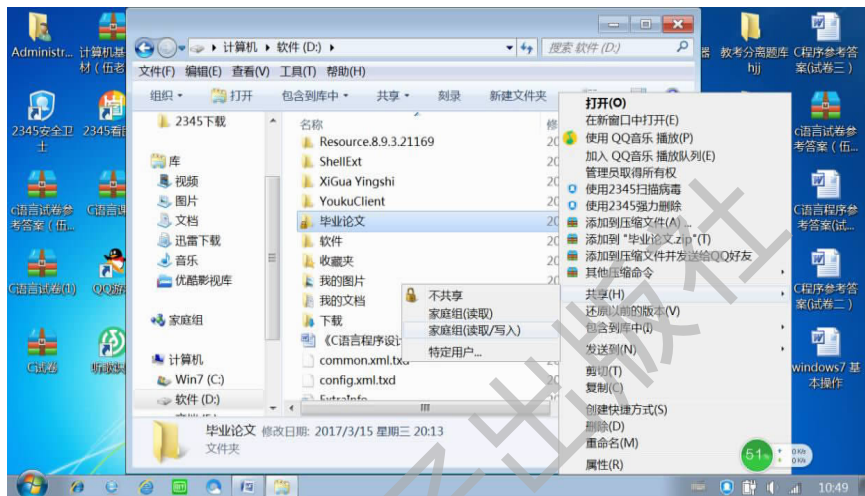 Administr...
计算机基
材（伍老
计算机 ▸ 软件 (D:) ▸
搜索 软件 (D:)
器
教考分离题库
hjj
C程序参考答
案(试卷三）
文件(F) 编辑(E) 查看(V) 工具(T) 帮助(H)
组织 打开 包含到库中 共享 刻录 新建文件夹
2345安全卫
士
2345看图
c语言试卷参
考答案（伍...
C语言课
2345下载
库
视频
图片
文档
迅雷下载
音乐
优酷影视库
家庭组
计算机
Win7 (C:)
软件 (D:)
名称
修
Resource.8.9.3.21169
ShellExt
XiGua Yingshi
YoukuClient
毕业论文
软件
收藏夹
我的图片
我的文档
下载
《C语言程序设计
common.xml.txd
config.xml.txd
ExtraInfo
不共享
家庭组(读取)
家庭组(读取/写入)
特定用户...
打开(O)
在新窗口中打开(E)
使用 QQ音乐 播放(P)
加入 QQ音乐 播放队列(E)
管理员取得所有权
使用2345扫描病毒
使用2345强力删除
添加到压缩文件(A)...
添加到 "毕业论文.zip"(T)
添加到压缩文件并发送给QQ好友
其他压缩命令
共享(H)
还原以前的版本(V)
包含到库中(I)
发送到(N)
剪切(T)
复制(C)
创建快捷方式(S)
删除(D)
重命名(M)
属性(R)
c语言试卷参
考答案（伍...
C语言程序参
考答案(试...
C程序参考答
案(试卷二）
windows7 基
本操作
C语言试卷(1)
QQ游
C试卷
毕业论文 修改日期: 2017/3/15 星期三 20:13
文件夹
51%
0 K/s
0 K/s
10:49
子出版社